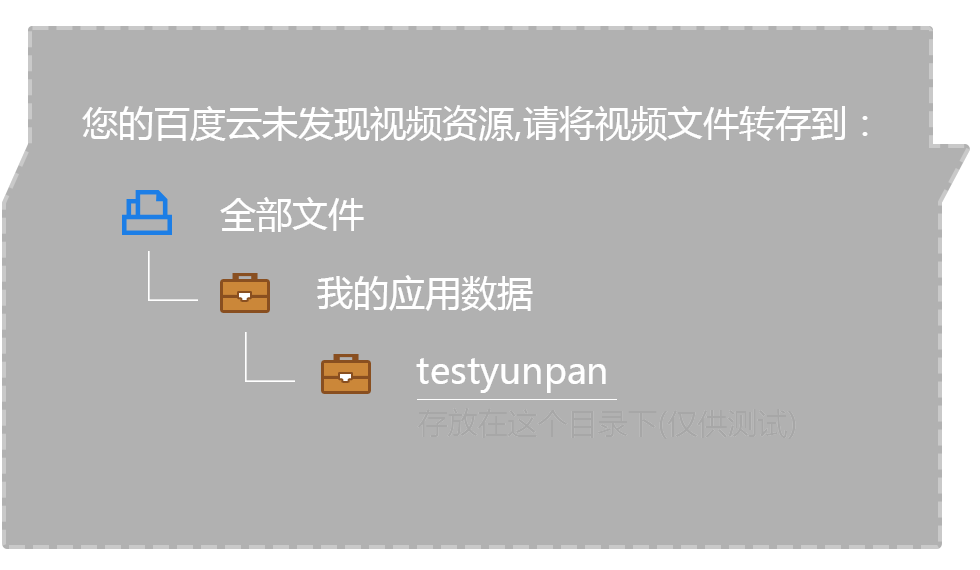 您的百度云未发现视频资源,请将视频文件转存到：
全部文件
我的应用数据
testyunpan
存放在这个目录下(仅供测试)